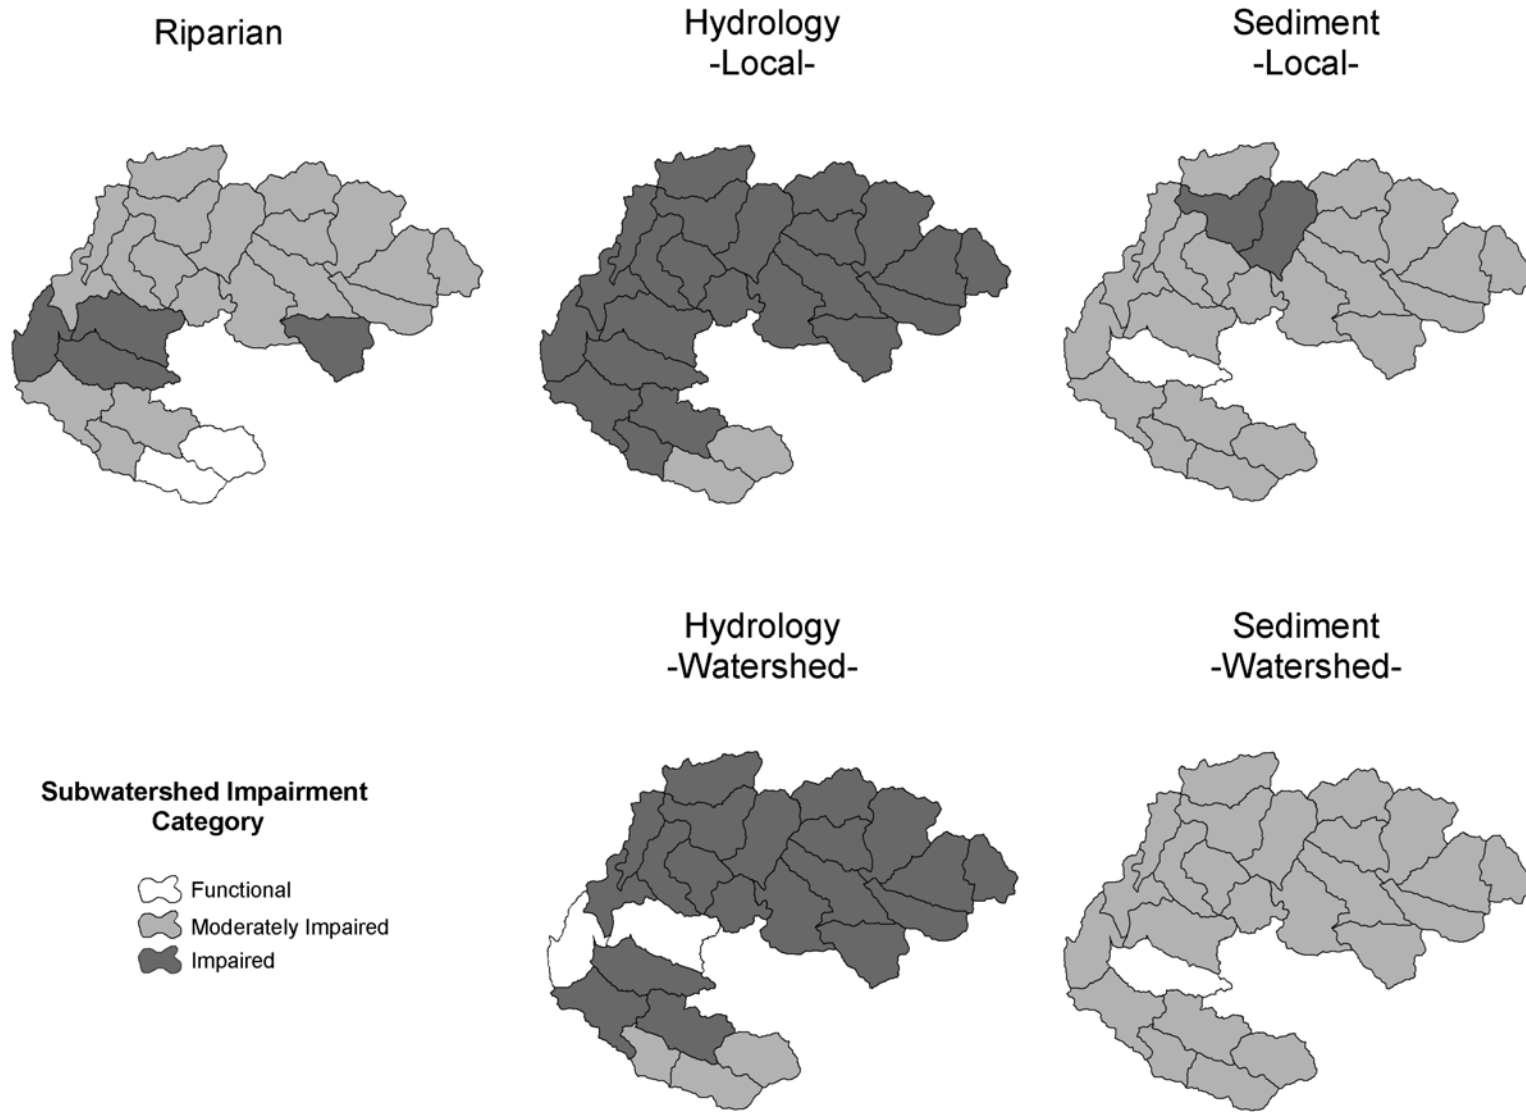 Riparian
Hydrology
-Local-
Sediment
-Local-
Hydrology
-Watershed-
Sediment
-Watershed-
Subwatershed Impairment
Category
Functional
Moderately Impaired
Impaired